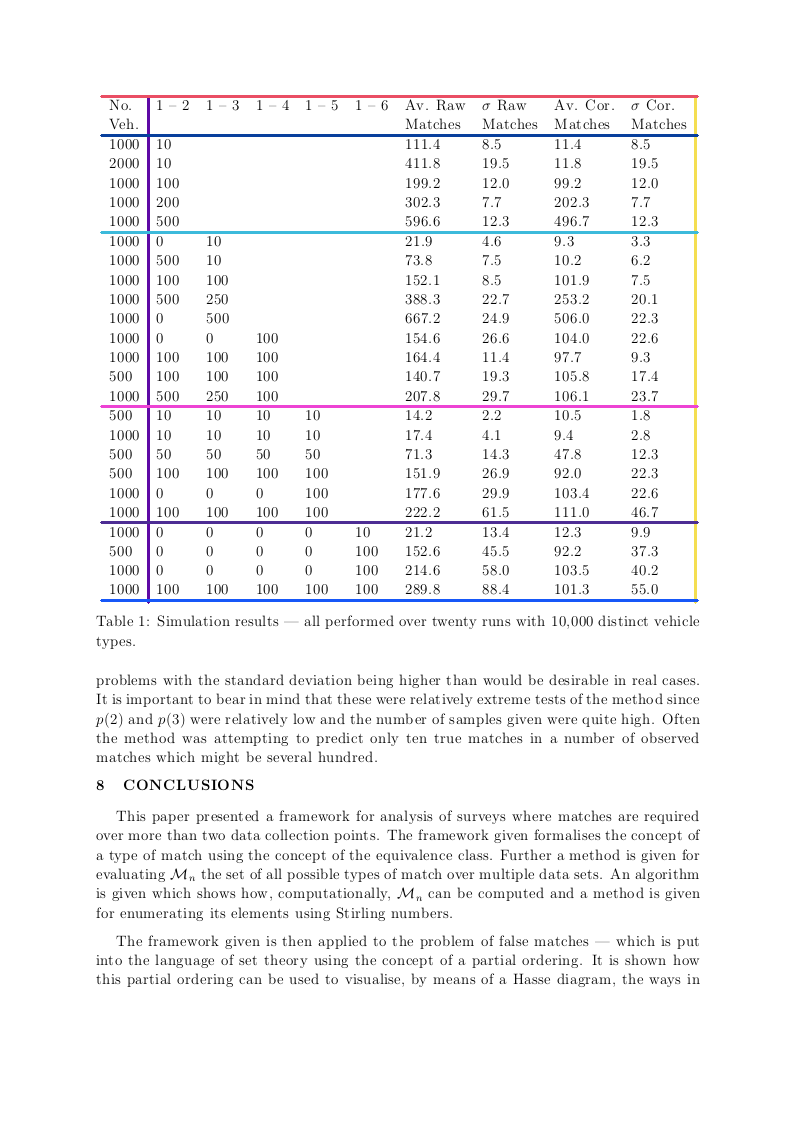 No. 1 – 2 1 – 3 1 – 4 1 – 5 1 – 6 Av. Raw σ Raw Av. Cor. σ Cor.
Veh. Matches Matches Matches Matches
1000 10 111.4 8.5 11.4 8.5
2000 10 411.8 19.5 11.8 19.5
1000 100 199.2 12.0 99.2 12.0
1000 200 302.3 7.7 202.3 7.7
1000 500 596.6 12.3 496.7 12.3
1000 0 10 21.9 4.6 9.3 3.3
1000 500 10 73.8 7.5 10.2 6.2
1000 100 100 152.1 8.5 101.9 7.5
1000 500 250 388.3 22.7 253.2 20.1
1000 0 500 667.2 24.9 506.0 22.3
1000 0 0 100 154.6 26.6 104.0 22.6
1000 100 100 100 164.4 11.4 97.7 9.3
500 100 100 100 140.7 19.3 105.8 17.4
1000 500 250 100 207.8 29.7 106.1 23.7
500 10 10 10 10 14.2 2.2 10.5 1.8
1000 10 10 10 10 17.4 4.1 9.4 2.8
500 50 50 50 50 71.3 14.3 47.8 12.3
500 100 100 100 100 151.9 26.9 92.0 22.3
1000 0 0 0 100 177.6 29.9 103.4 22.6
1000 100 100 100 100 222.2 61.5 111.0 46.7
1000 0 0 0 0 10 21.2 13.4 12.3 9.9
500 0 0 0 0 100 152.6 45.5 92.2 37.3
1000 0 0 0 0 100 214.6 58.0 103.5 40.2
1000 100 100 100 100 100 289.8 88.4 101.3 55.0
Table 1: Simulation results — all performed over twenty runs with 10,000 distinct vehicle
types.
problems with the standard deviation being higher than would be desirable in real cases.
It is important to bear in mind that these were relatively extreme tests of the method since
p(2) and p(3) were relatively low and the number of samples given were quite high. Often
the method was attempting to predict only ten true matches in a number of observed
matches which might be several hundred.
8 CONCLUSIONS
This paper presented a framework for analysis of surveys where matches are required
over more than two data collection points. The framework given formalises the concept of
a type of match using the concept of the equivalence class. Further a method is given for
evaluating ℳₙ the set of all possible types of match over multiple data sets. An algorithm
is given which shows how, computationally, ℳₙ can be computed and a method is given
for enumerating its elements using Stirling numbers.
The framework given is then applied to the problem of false matches — which is put
into the language of set theory using the concept of a partial ordering. It is shown how
this partial ordering can be used to visualise, by means of a Hasse diagram, the ways in